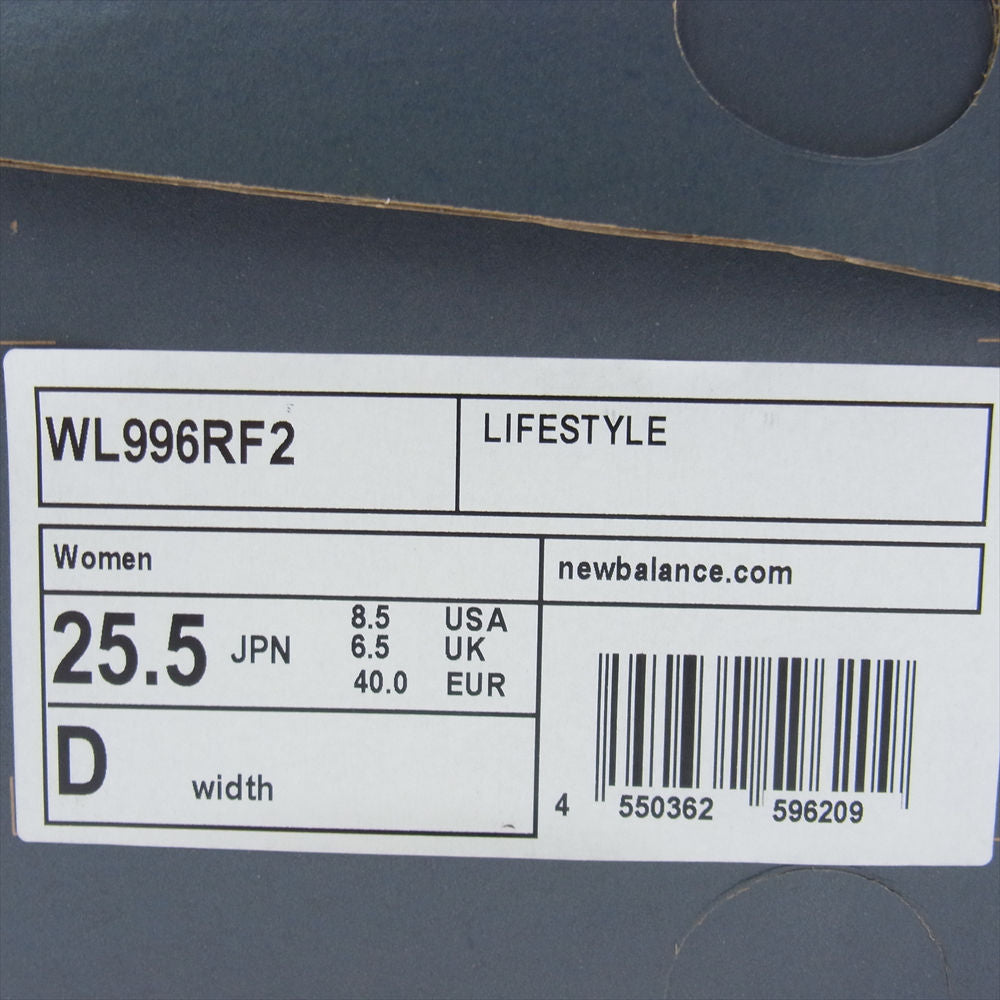 WL996RF2
LIFESTYLE
Women
newbalance.com
25.5 JPN
8.5 USA
6.5 UK
40.0 EUR
D width
4 550362 596209